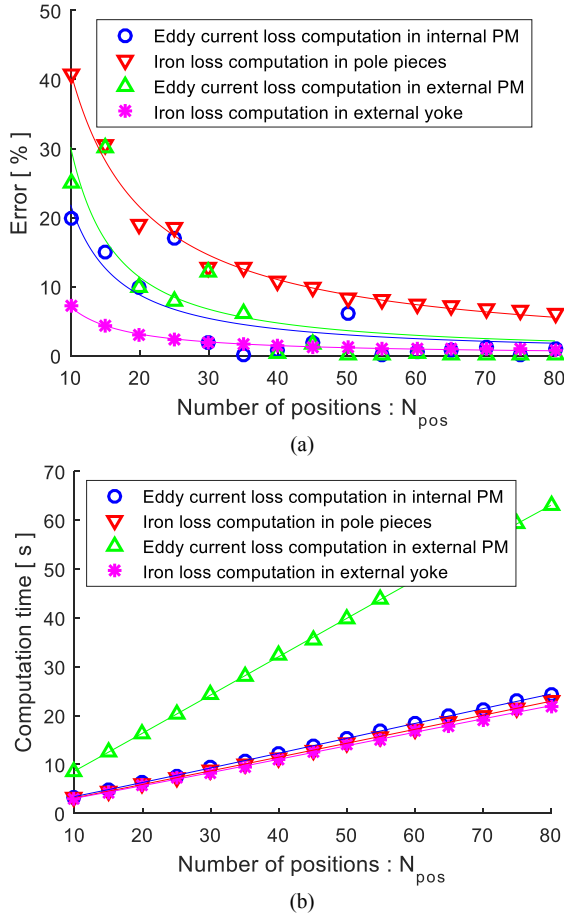 50
40
30
20
10
0
Error [ % ]
Eddy current loss computation in internal PM
Iron loss computation in pole pieces
Eddy current loss computation in external PM
Iron loss computation in external yoke
10 20 30 40 50 60 70 80
Number of positions : N_pos
(a)
70
60
50
40
30
20
10
0
Computation time [ s ]
Eddy current loss computation in internal PM
Iron loss computation in pole pieces
Eddy current loss computation in external PM
Iron loss computation in external yoke
10 20 30 40 50 60 70 80
Number of positions : N_pos
(b)